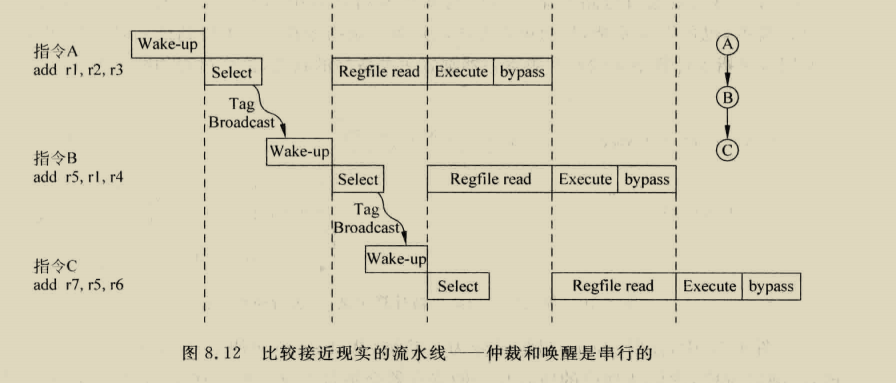 Wake-up
指令A
add r1, r2, r3
Select
Regfile read
Execute
bypass
A
Tag
Broadcast
B
指令B
add r5, r1, r4
Wake-up
Select
Regfile read
Execute
bypass
C
Tag
Broadcast
Wake-up
指令C
add r7, r5, r6
Select
Regfile read
Execute
bypass
图 8.12 比较接近现实的流水线——仲裁和唤醒是串行的